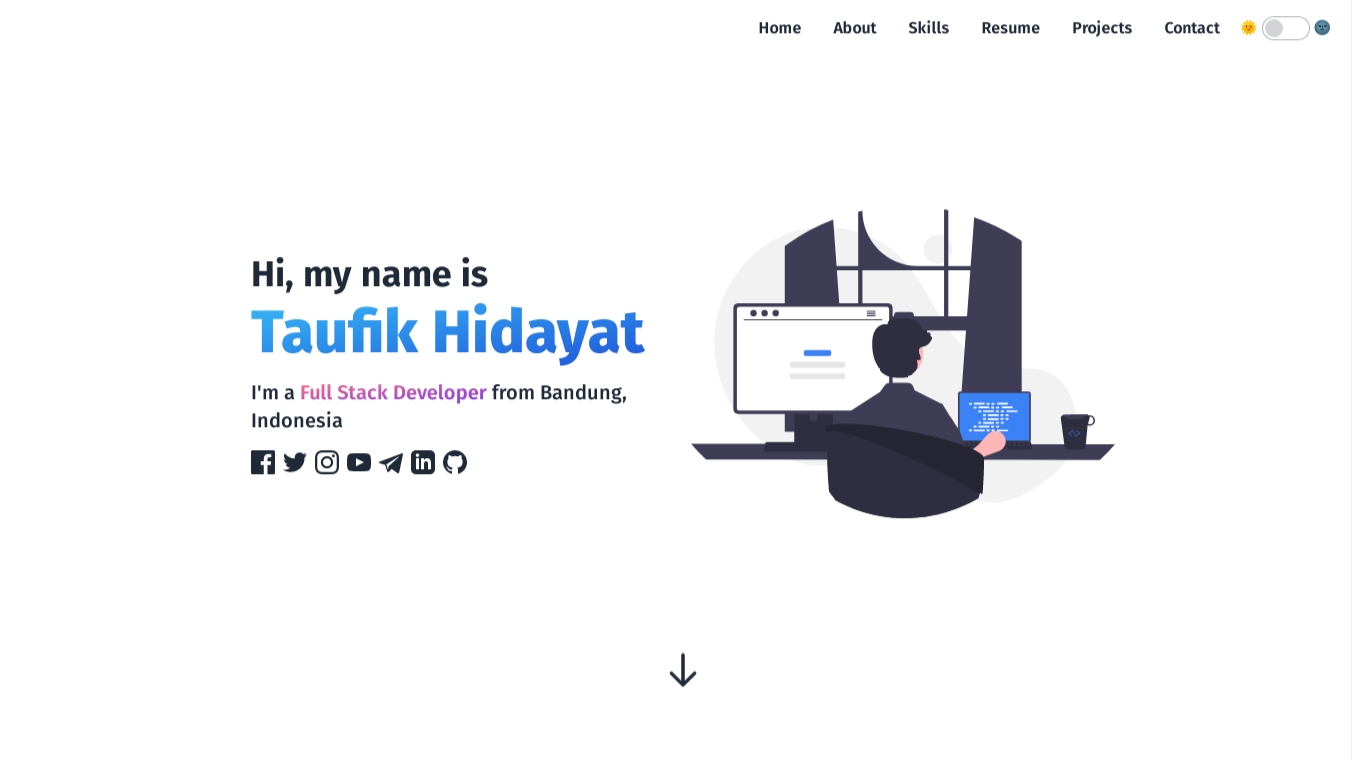 Home About Skills Resume Projects Contact
Hi, my name is
Taufik Hidayat
I'm a Full Stack Developer from Bandung,
Indonesia